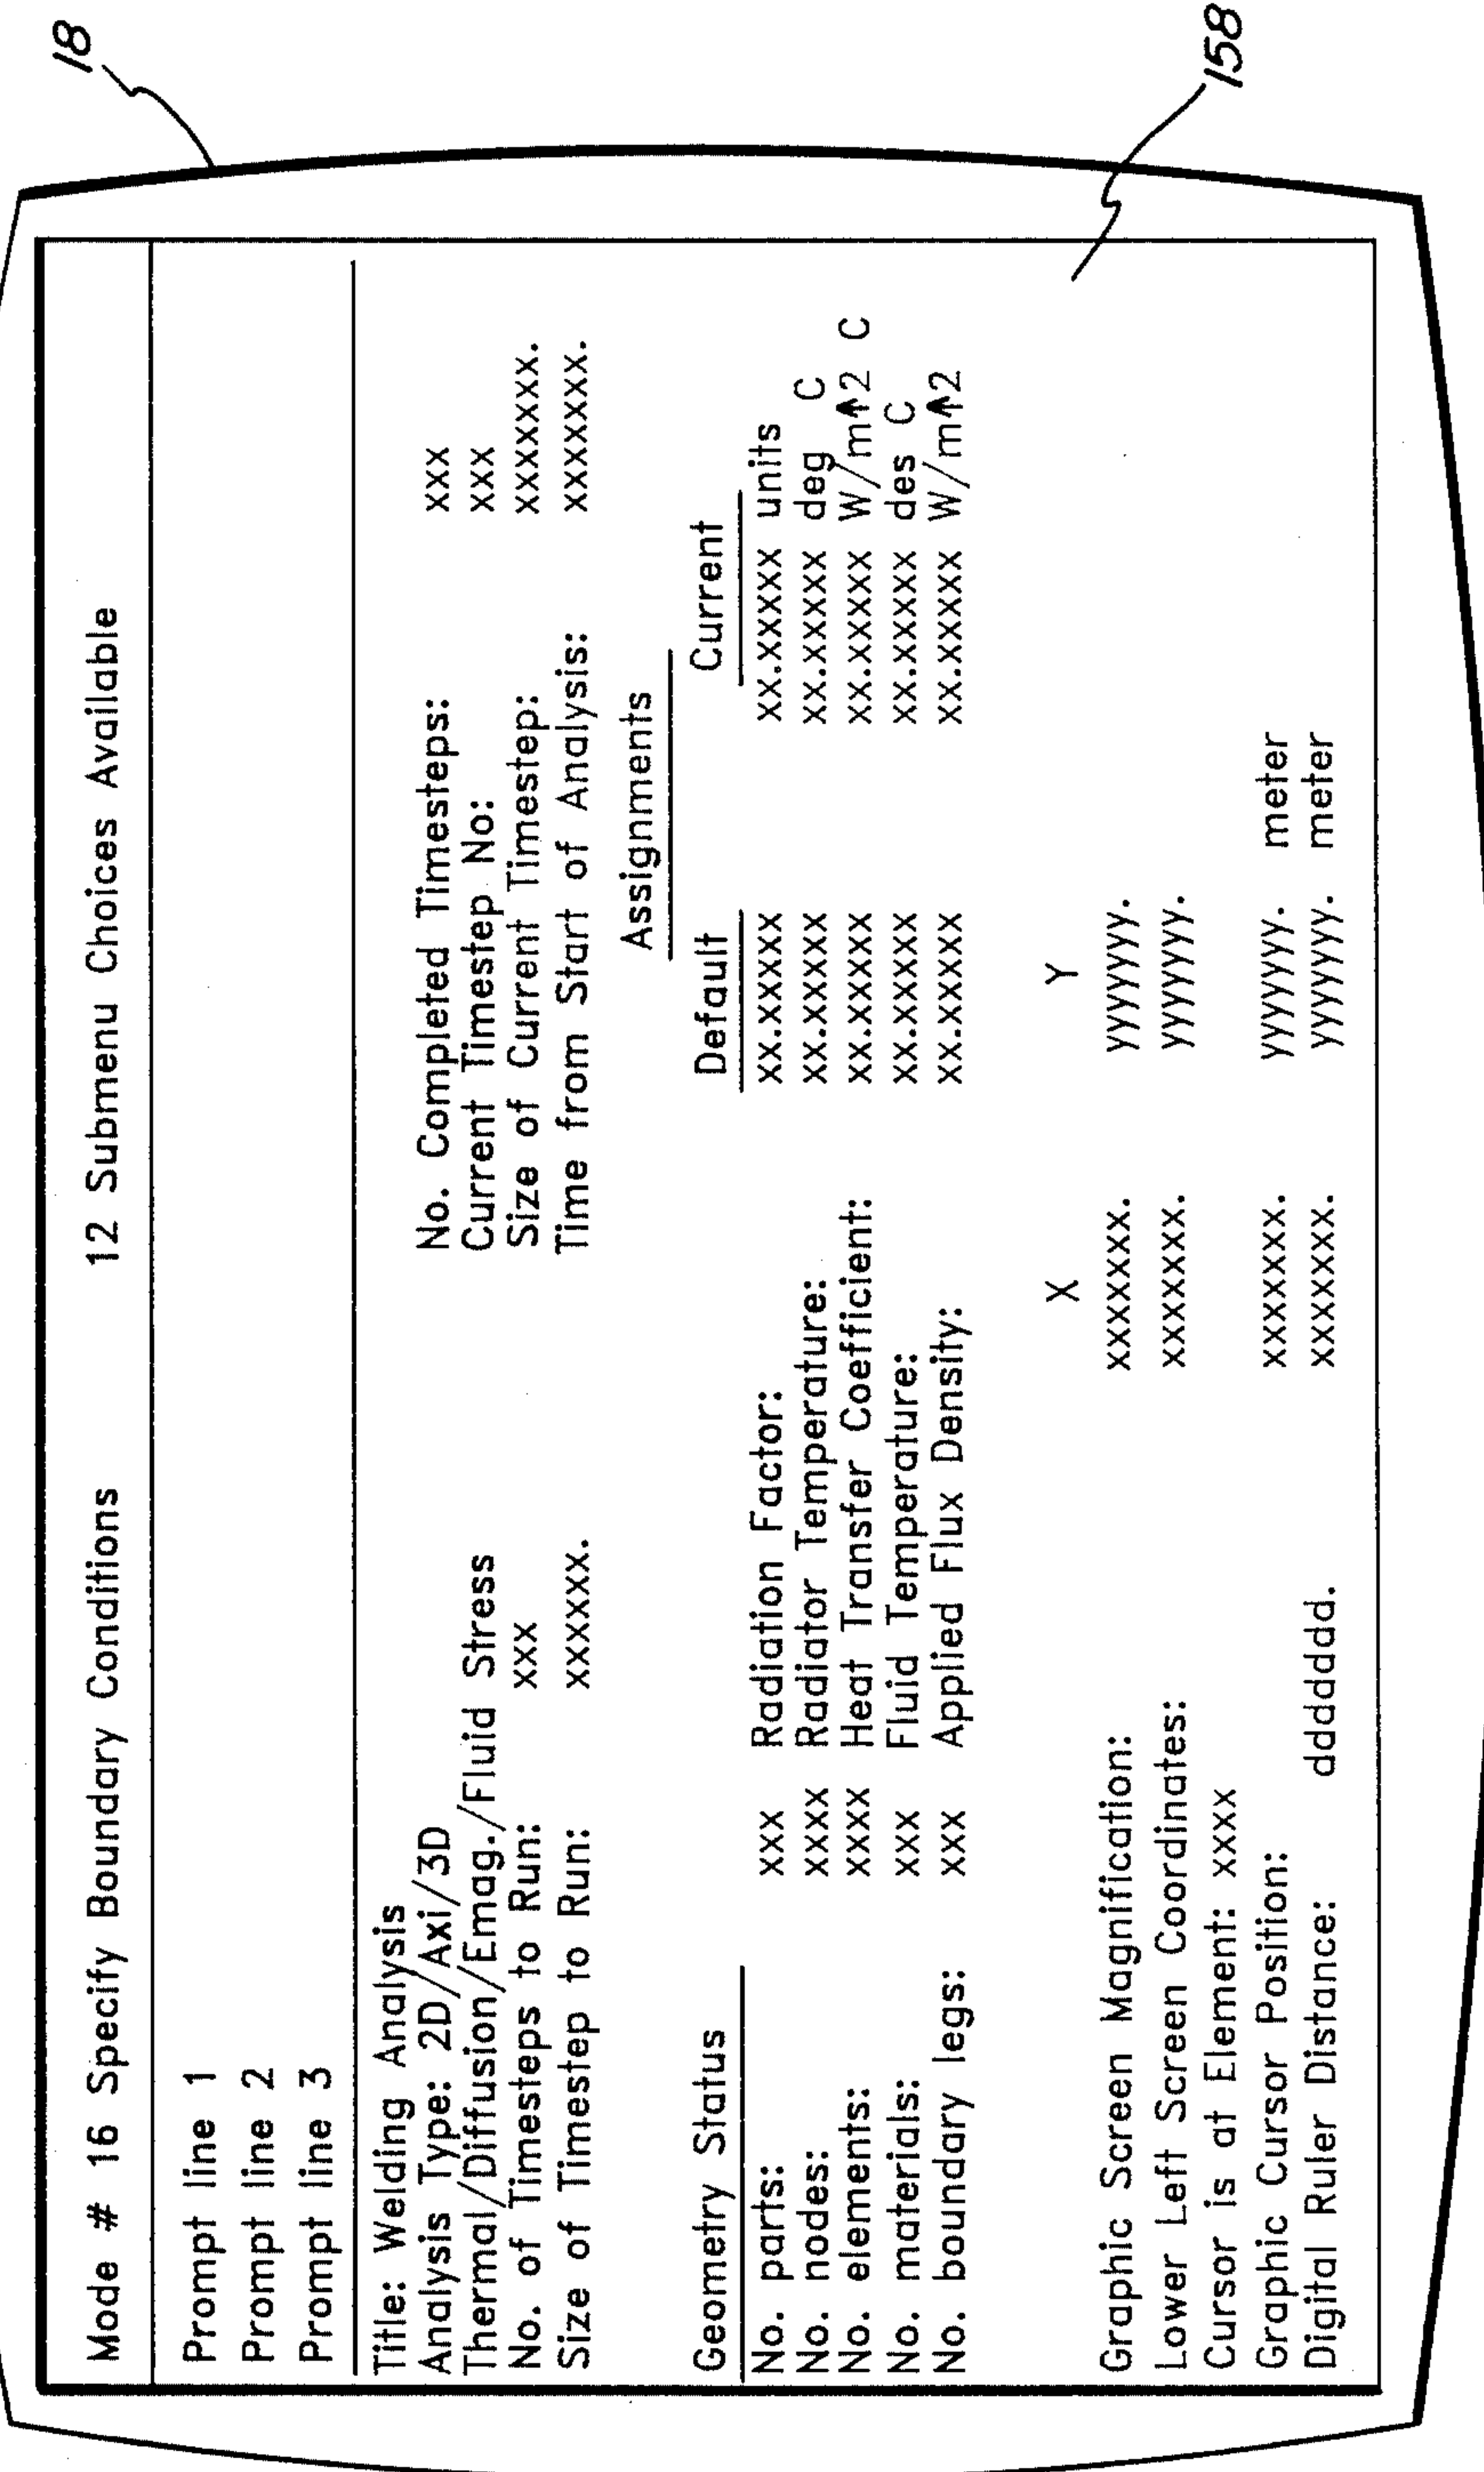 18
Mode # 16 Specify Boundary Conditions 12 Submenu Choices Available
Prompt line 1
Prompt line 2
Prompt line 3
Title: Welding Analysis
Analysis Type: 2D/Axi/3D No. Completed Timesteps: xxx
Thermal/Diffusion/Emag./Fluid Stress Current Timestep No: xxx
No. of Timesteps to Run: xxx Size of Current Timestep: xxxxxxx.
Size of Timestep to Run: xxxxxx. Time from Start of Analysis: xxxxxxx.
Assignments
Geometry Status Default Current
No. parts: xxx Radiation Factor: xx.xxxxx xx.xxxxx units
No. nodes: xxxx Radiator Temperature: xx.xxxxx xx.xxxxx deg C
No. elements: xxxx Heat Transfer Coefficient: xx.xxxxx xx.xxxxx W/m↑2 C
No. materials: xxx Fluid Temperature: xx.xxxxx xx.xxxxx des C
No. boundary legs: xxx Applied Flux Density: xx.xxxxx xx.xxxxx W/m↑2
X Y
Graphic Screen Magnification: xxxxxxx. yyyyyyy.
Lower Left Screen Coordinates: xxxxxxx. yyyyyyy.
Cursor is at Element: xxxx
Graphic Cursor Position: xxxxxxx. yyyyyyy. meter
Digital Ruler Distance: ddddddd. xxxxxxx. yyyyyyy. meter
158